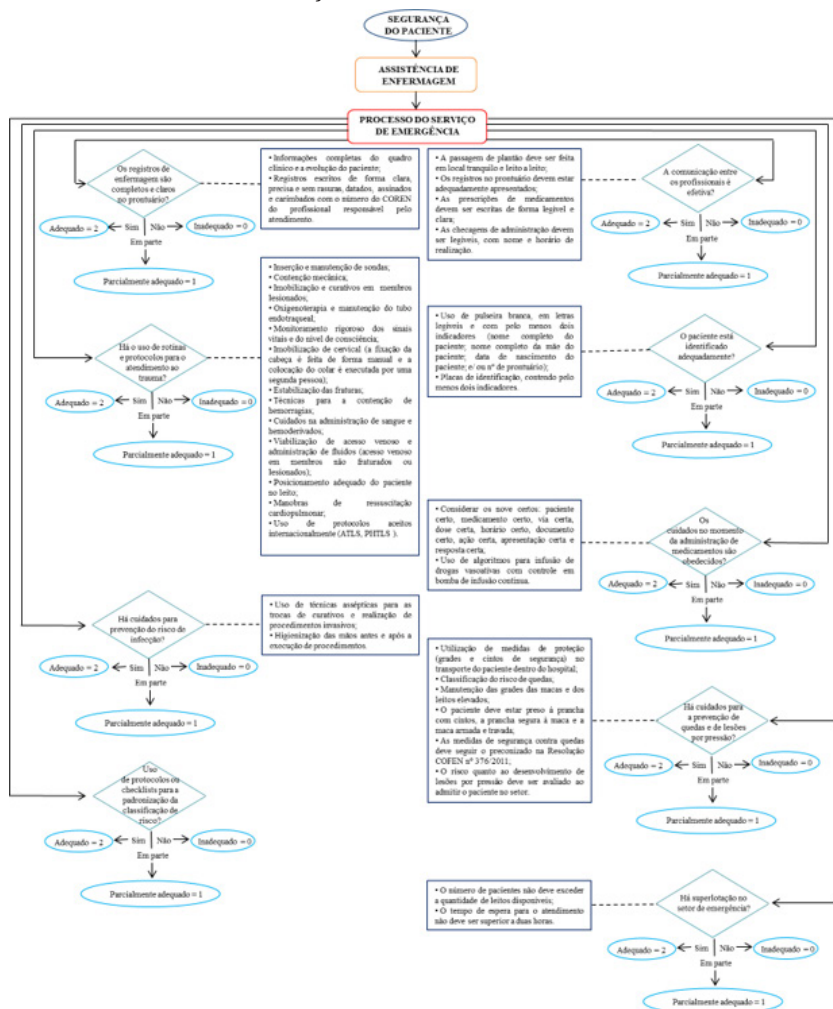 SEGURANÇA
DO PACIENTE
ASSISTÊNCIA DE
ENFERMAGEM
PROCESSO DO SERVIÇO
DE EMERGÊNCIA
Os registros de
enfermagem são
completos e claros
no prontuário?
Adequado = 2
Sim
Não
Inadequado = 0
Em parte
Parcialmente adequado = 1
• Informações completas do quadro
clínico e a evolução do paciente;
• Registros escritos de forma clara,
precisa e sem rasuras, datados, assinados
e carimbados com o número do COREN
do profissional responsável pelo
atendimento.
• A passagem de plantão deve ser feita
em local tranquilo e leito a leito;
• Os registros no prontuário devem estar
adequadamente apresentados;
• As prescrições de medicamentos
devem ser escritas de forma legível e
clara;
• As checagens de administração devem
ser legíveis, com nome e horário de
realização.
A comunicação entre
os profissionais é
efetiva?
Adequado = 2
Sim
Não
Inadequado = 0
Em parte
Parcialmente adequado = 1
Há o uso de rotinas
e protocolos para o
atendimento ao
trauma?
Adequado = 2
Sim
Não
Inadequado = 0
Em parte
Parcialmente adequado = 1
• Inserção e manutenção de sondas;
• Contenção mecânica;
• Imobilização e curativos em membros
lesionados;
• Oxigenoterapia e manutenção do tubo
endotraqueal;
• Monitoramento rigoroso dos sinais
vitais e do nível de consciência;
• Imobilização de cervical (a fixação da
cabeça é feita de forma manual e a
colocação do colar é executada por uma
segunda pessoa);
• Estabilização das fraturas;
• Técnicas para a contenção de
hemorragias;
• Cuidados na administração de sangue e
hemoderivados;
• Viabilização de acesso venoso e
administração de fluidos (acesso venoso
em membros não fraturados ou
lesionados);
• Posicionamento adequado do paciente
no leito;
• Manobras de ressuscitação
cardiopulmonar;
• Uso de protocolos aceitos
internacionalmente (ATLS, PHTLS ).
• Uso de pulseira branca, em letras
legíveis e com pelo menos dois
indicadores (nome completo do
paciente; nome completo da mãe do
paciente; data de nascimento do
paciente; e/ ou nº de prontuário);
• Placas de identificação, contendo pelo
menos dois indicadores.
O paciente está
identificado
adequadamente?
Adequado = 2
Sim
Não
Inadequado = 0
Em parte
Parcialmente adequado = 1
• Considerar os nove certos: paciente
certo, medicamento certo, via certa,
dose certa, horário certo, documento
certo, ação certa, apresentação certa e
resposta certa;
• Uso de algoritmos para infusão de
drogas vasoativas com controle em
bomba de infusão contínua.
Os
cuidados no momento
da administração de
medicamentos são
obedecidos?
Adequado = 2
Sim
Não
Inadequado = 0
Em parte
Parcialmente adequado = 1
Há cuidados para
prevenção do risco de
infecção?
Adequado = 2
Sim
Não
Inadequado = 0
Em parte
Parcialmente adequado = 1
• Uso de técnicas assépticas para as
trocas de curativos e realização de
procedimentos invasivos;
• Higienização das mãos antes e após a
execução de procedimentos.
• Utilização de medidas de proteção
(grades e cintos de segurança) no
transporte do paciente dentro do hospital;
• Classificação do risco de quedas;
• Manutenção das grades das macas e dos
leitos elevados;
• O paciente deve estar preso à prancha
com cintos, a prancha segura à maca e a
maca armada e travada;
• As medidas de segurança contra quedas
deve seguir o preconizado na Resolução
COFEN nº 376/2011;
• O risco quanto ao desenvolvimento de
lesões por pressão deve ser avaliado ao
admitir o paciente no setor.
Há cuidados para
a prevenção de
quedas e de lesões
por pressão?
Adequado = 2
Sim
Não
Inadequado = 0
Em parte
Parcialmente adequado = 1
Uso
de protocolos ou
checklists para a
padronização da
classificação de
risco?
Adequado = 2
Sim
Não
Inadequado = 0
Em parte
Parcialmente adequado = 1
• O número de pacientes não deve exceder
a quantidade de leitos disponíveis;
• O tempo de espera para o atendimento
não deve ser superior a duas horas.
Há superlotação no
setor de emergência?
Adequado = 2
Sim
Não
Inadequado = 0
Em parte
Parcialmente adequado = 1